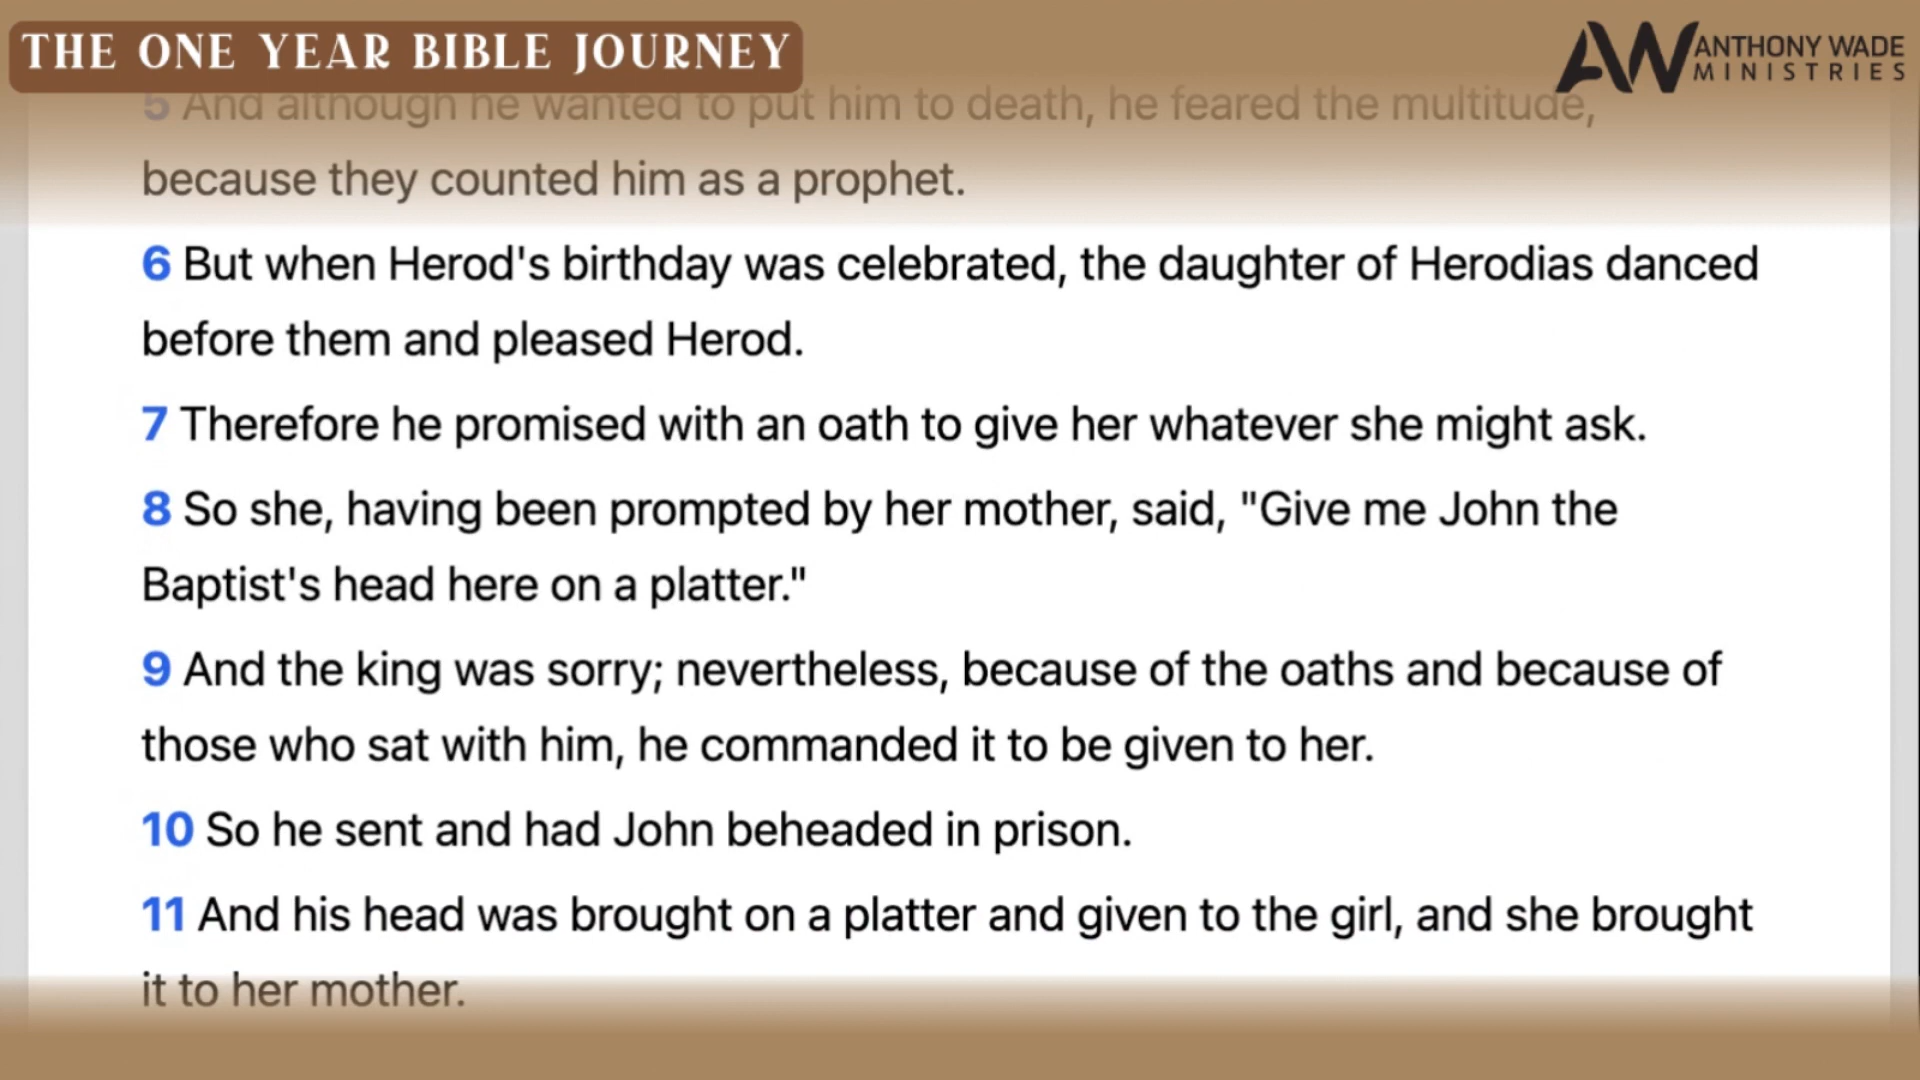 THE ONE YEAR BIBLE JOURNEY
ANTHONY WADE
MINISTRIES
5 And although he wanted to put him to death, he feared the multitude,
because they counted him as a prophet.
6 But when Herod's birthday was celebrated, the daughter of Herodias danced
before them and pleased Herod.
7 Therefore he promised with an oath to give her whatever she might ask.
8 So she, having been prompted by her mother, said, "Give me John the
Baptist's head here on a platter."
9 And the king was sorry; nevertheless, because of the oaths and because of
those who sat with him, he commanded it to be given to her.
10 So he sent and had John beheaded in prison.
11 And his head was brought on a platter and given to the girl, and she brought
it to her mother.